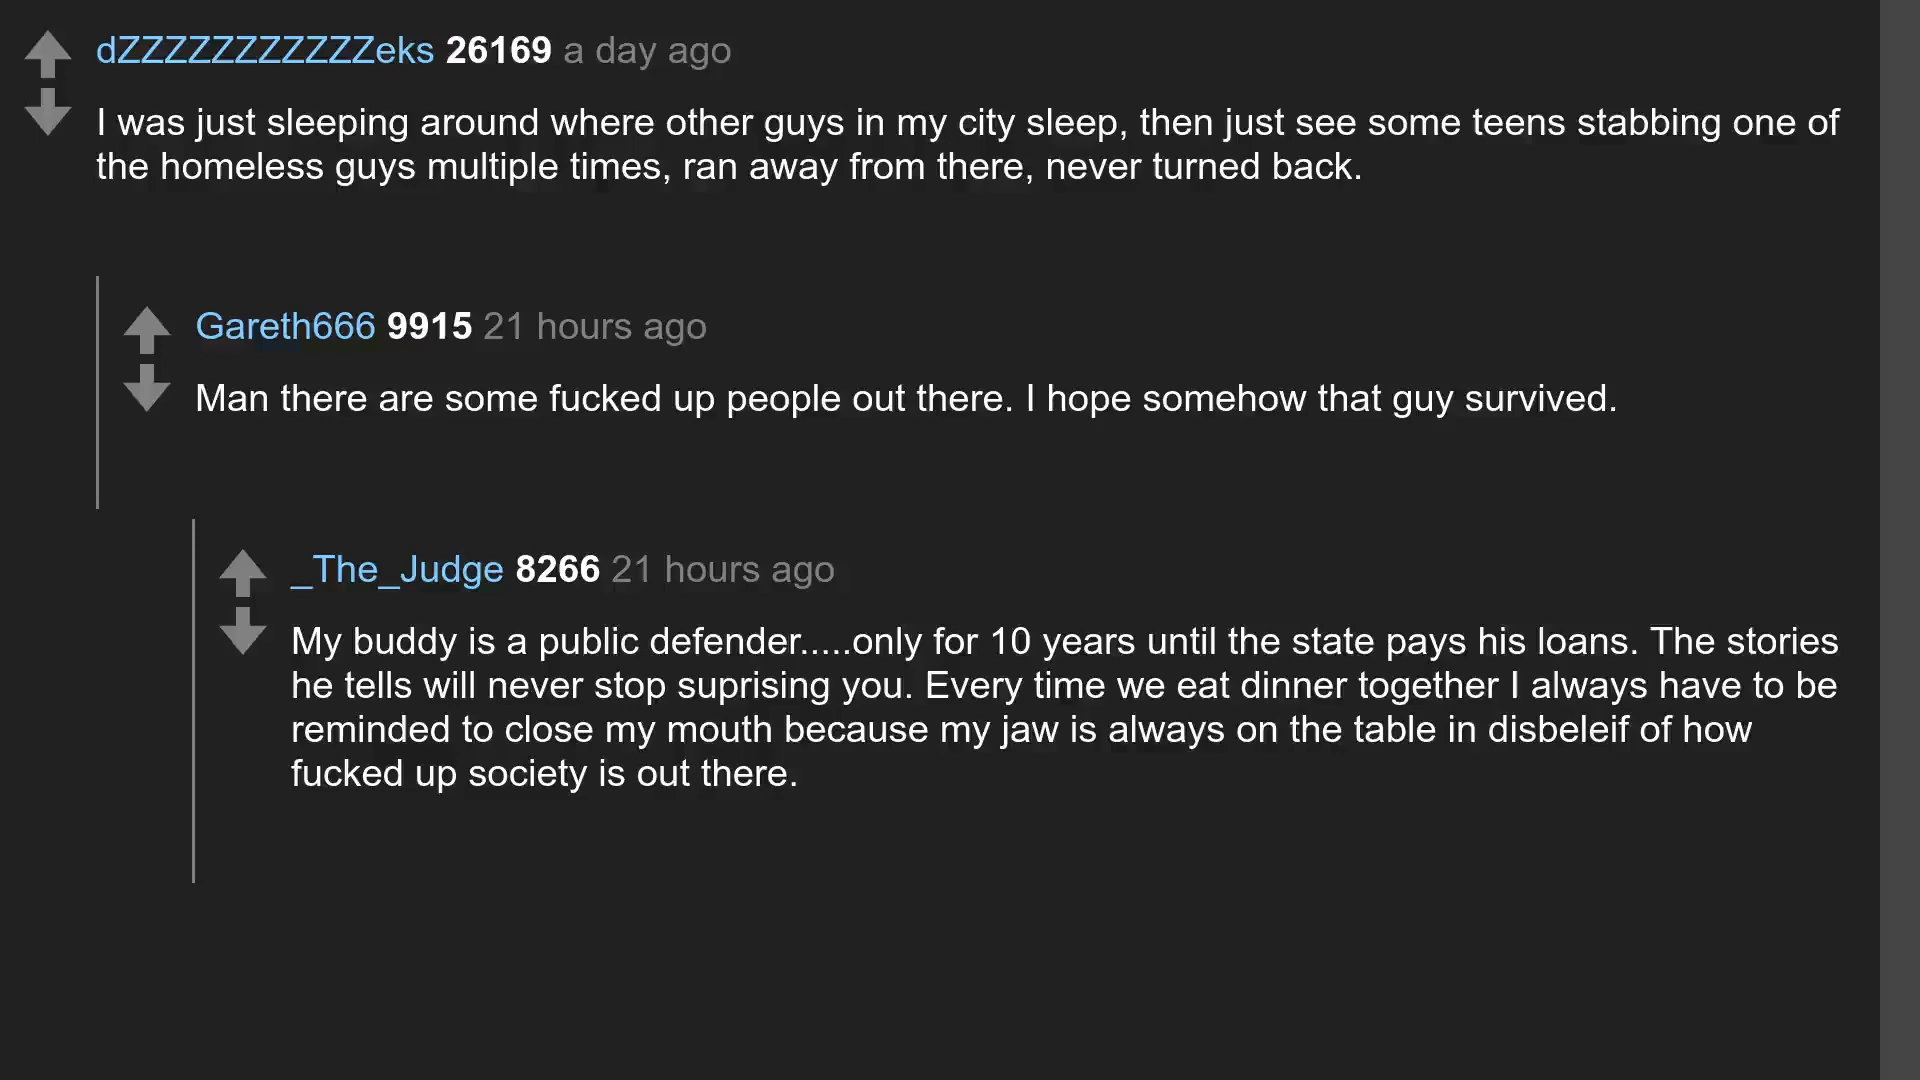 dZZZZZZZZZZZeks 26169 a day ago
I was just sleeping around where other guys in my city sleep, then just see some teens stabbing one of
the homeless guys multiple times, ran away from there, never turned back.
Gareth666 9915 21 hours ago
Man there are some fucked up people out there. I hope somehow that guy survived.
_The_Judge 8266 21 hours ago
My buddy is a public defender.....only for 10 years until the state pays his loans. The stories
he tells will never stop suprising you. Every time we eat dinner together I always have to be
reminded to close my mouth because my jaw is always on the table in disbeleif of how
fucked up society is out there.